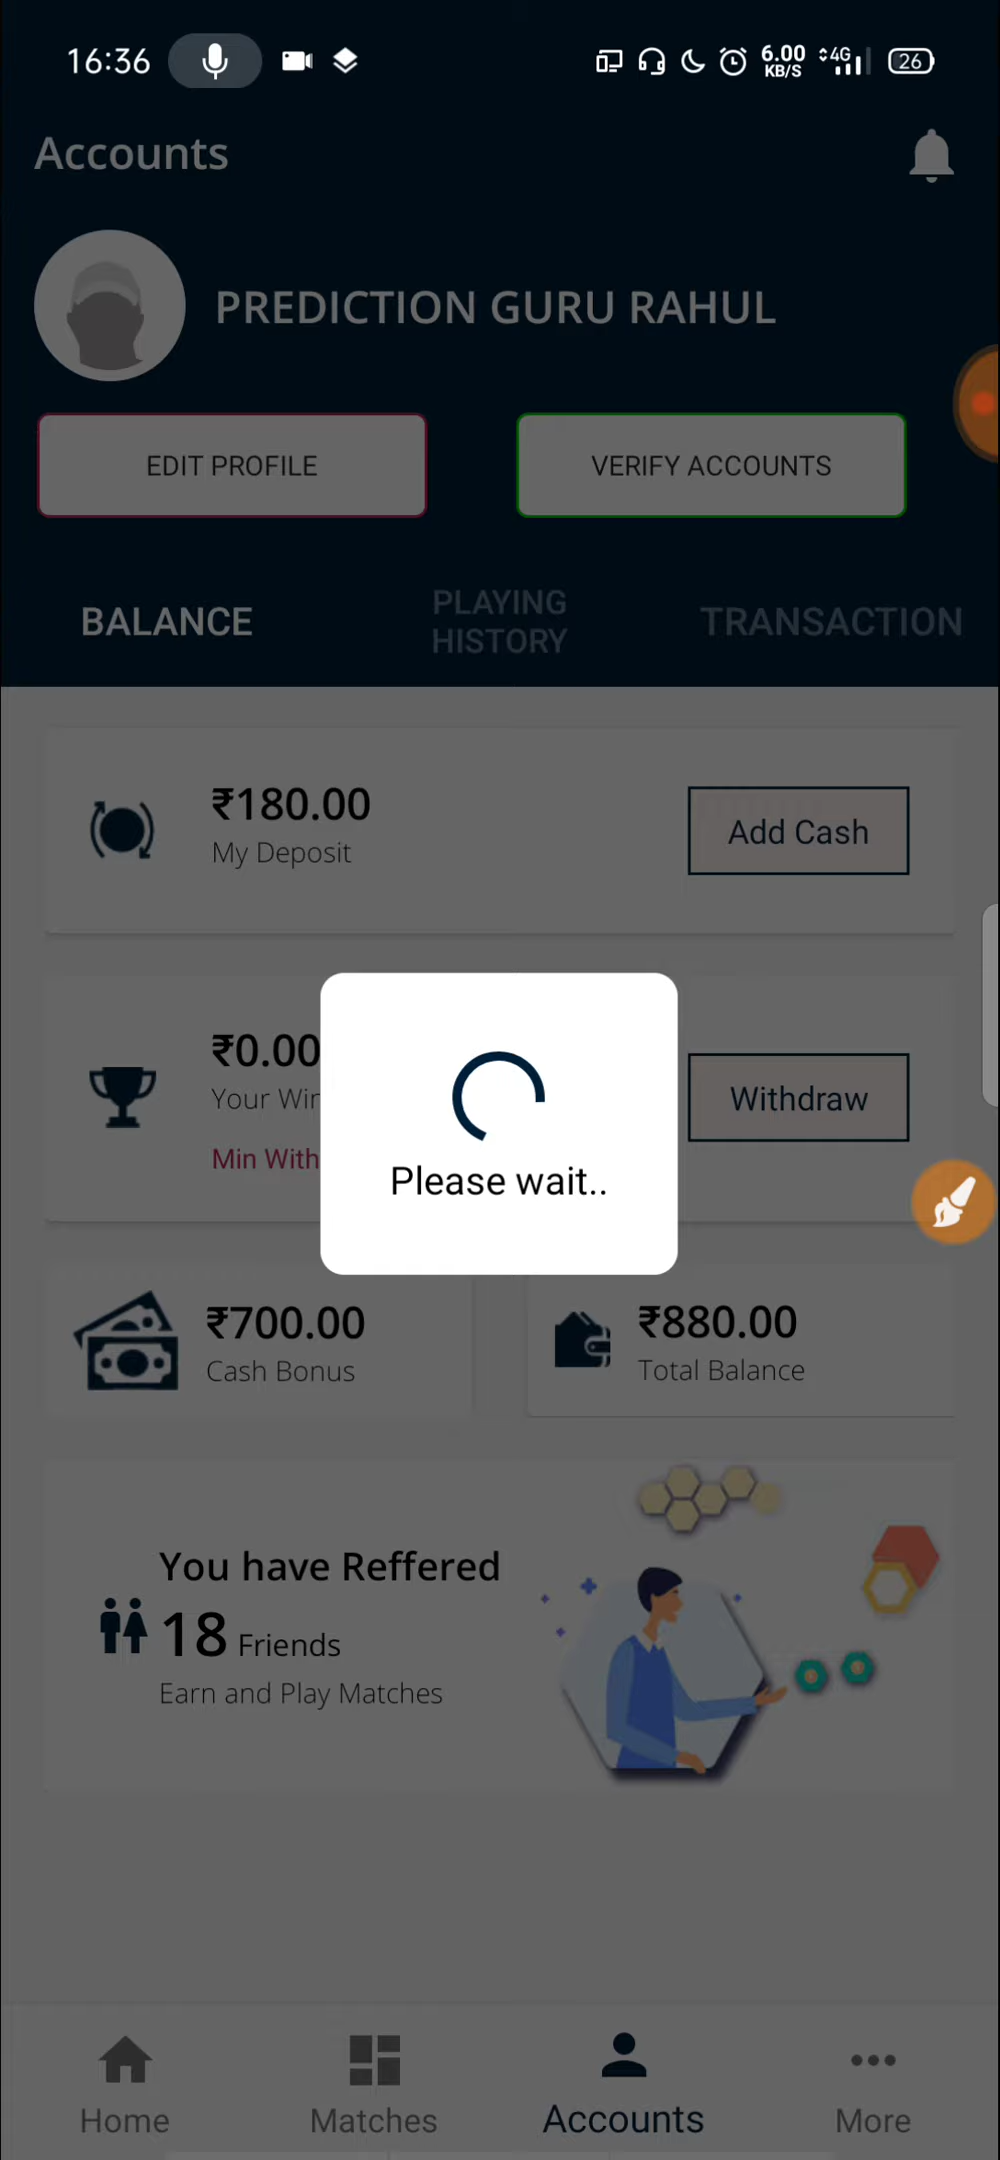 16:36
6.00
KB/S
4G
26
Accounts
PREDICTION GURU RAHUL
EDIT PROFILE
VERIFY ACCOUNTS
BALANCE
PLAYING
HISTORY
TRANSACTION
₹180.00
My Deposit
Add Cash
₹0.00
Your
Min
Withdraw
Please wait..
₹700.00
Cash Bonus
₹880.00
Total Balance
You have Reffered
18 Friends
Earn and Play Matches
Home
Matches
Accounts
More